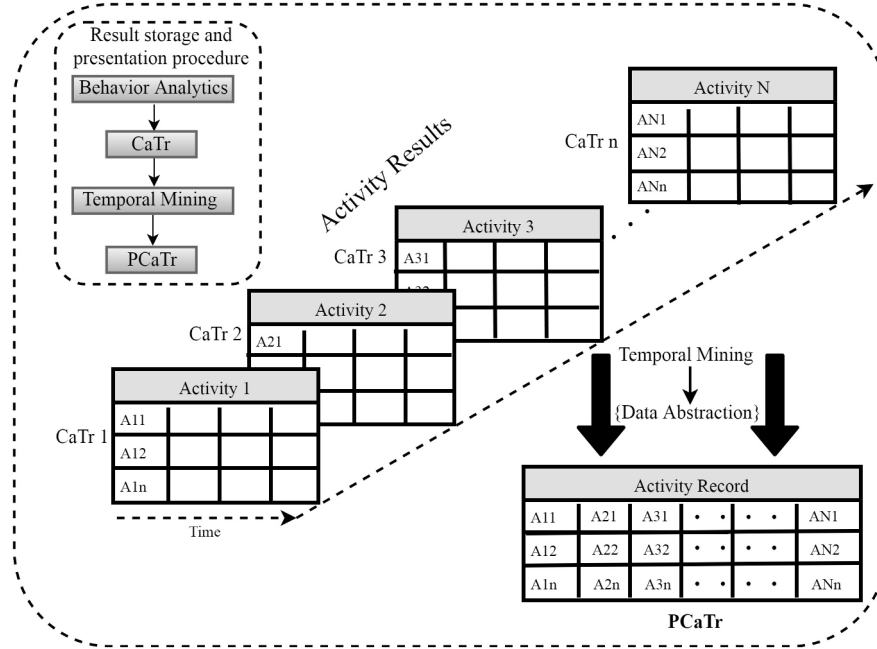 Result storage and
presentation procedure
Behavior Analytics
CaTr
Temporal Mining
PCaTr
Activity Results
Activity N
CaTr n
AN1
AN2
ANn
Activity 3
CaTr 3
A31
A32
Activity 2
CaTr 2
A21
Activity 1
CaTr 1
A11
A12
A1n
Time
Temporal Mining
{Data Abstraction}
Activity Record
A11 A21 A31 . . . . AN1
A12 A22 A32 . . . . AN2
A1n A2n A3n . . . . ANn
PCaTr